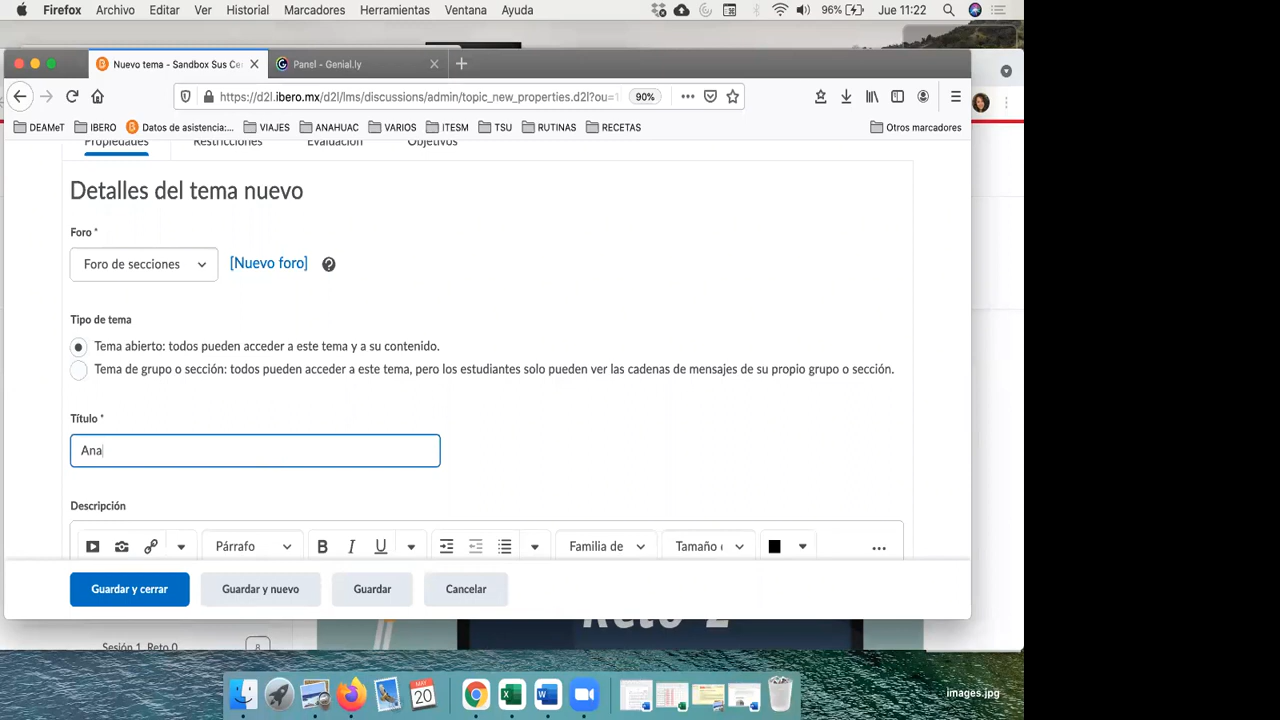 Firefox Archivo Editar Ver Historial Marcadores Herramientas Ventana Ayuda 96% Jue 11:22
Nuevo tema - Sandbox Sus Ce
Panel - Genial.ly
https://d2l.ibero.mx/d2l/lms/discussions/admin/topic_new_properties.d2l?ou=1 90%
DEAMeT IBERO Datos de asistencia:... VIAJES ANAHUAC VARIOS ITESM TSU RUTINAS RECETAS Otros marcadores
Propiedades Restricciones Evaluación Objetivos
Detalles del tema nuevo
Foro *
Foro de secciones [Nuevo foro]
Tipo de tema
Tema abierto: todos pueden acceder a este tema y a su contenido.
Tema de grupo o sección: todos pueden acceder a este tema, pero los estudiantes solo pueden ver las cadenas de mensajes de su propio grupo o sección.
Título *
Ana
Descripción
Párrafo B I U Familia de Tamaño
Guardar y cerrar Guardar y nuevo Guardar Cancelar
Reto 2
Sesión 1. Reto 0 8
MAY
20
images.jpg